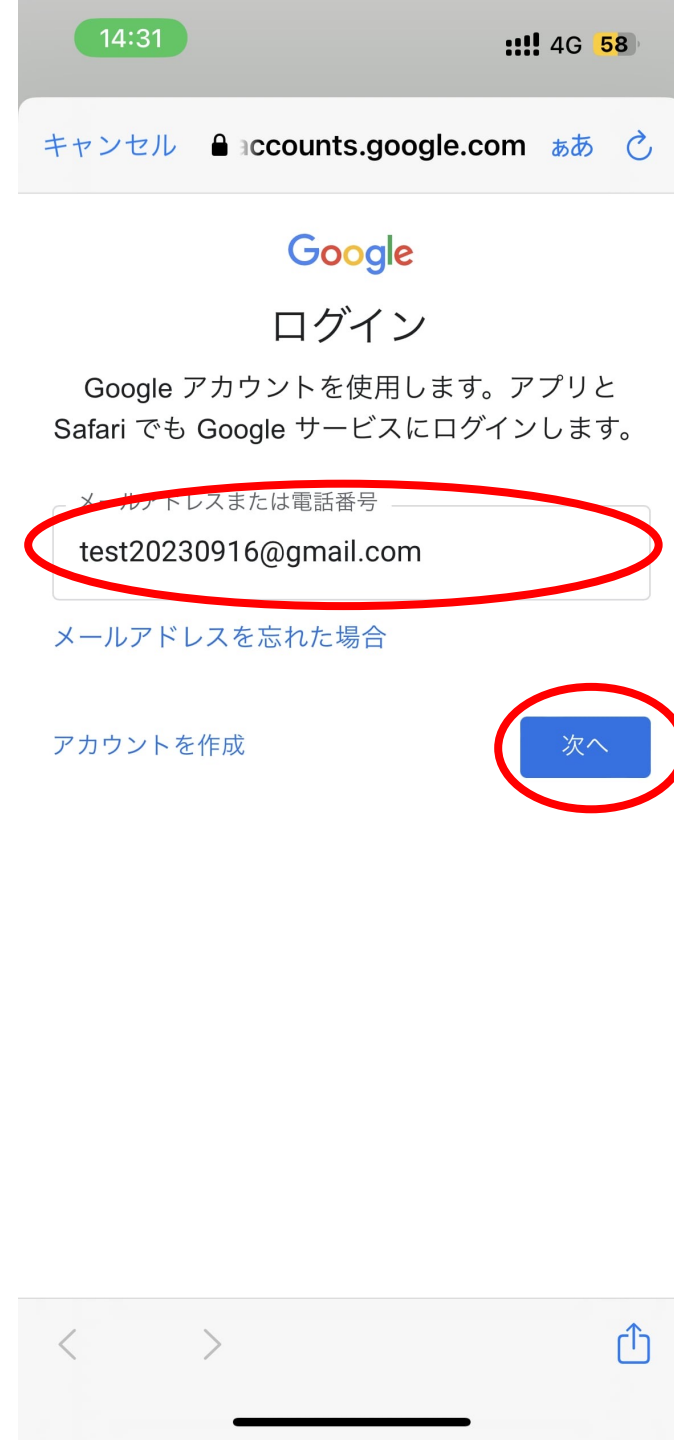 14:31
4G 58
キャンセル accounts.google.com ぁあ
Google
ログイン
Google アカウントを使用します。アプリと
Safari でも Google サービスにログインします。
メールアドレスまたは電話番号
test20230916@gmail.com
メールアドレスを忘れた場合
アカウントを作成
次へ